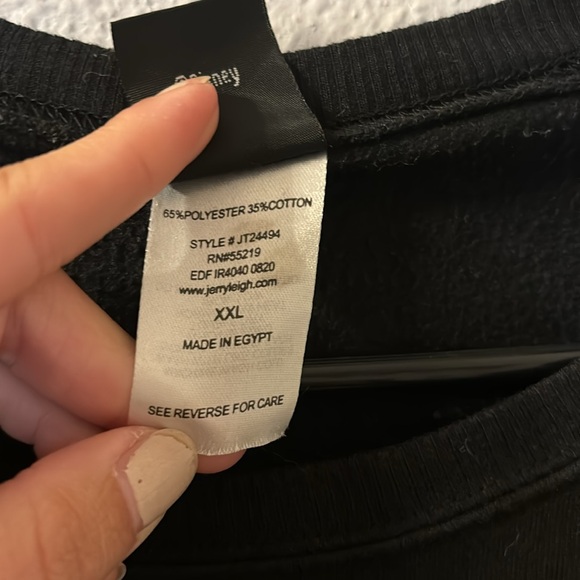 ©Disney
65%POLYESTER 35%COTTON
STYLE # JT24494
RN#55219
EDF IR4040 0820
www.jerryleigh.com
XXL
MADE IN EGYPT
SEE REVERSE FOR CARE